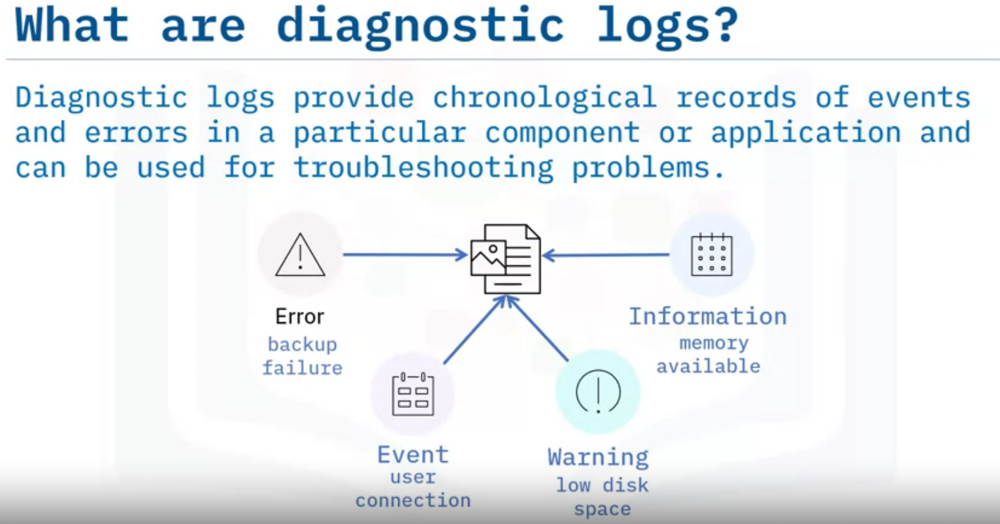 What are diagnostic logs?
Diagnostic logs provide chronological records of events
and errors in a particular component or application and
can be used for troubleshooting problems.
Error
backup
failure
Event
user
connection
Warning
low disk
space
Information
memory
available